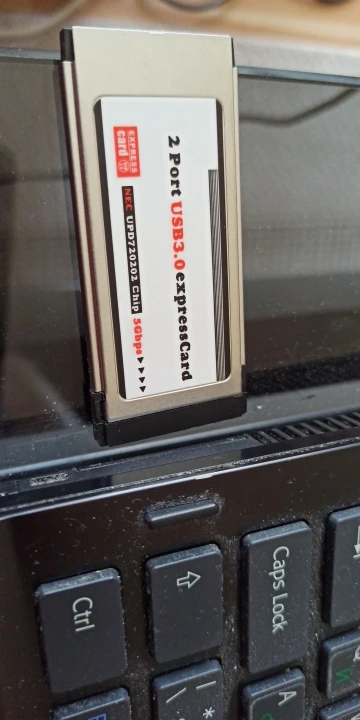 2 Port USB3.0 expressCard
EXPRESS
card
NEC UPD720202 Chip 5Gbps
Caps Lock
A
⇧
| *
\
Ctrl